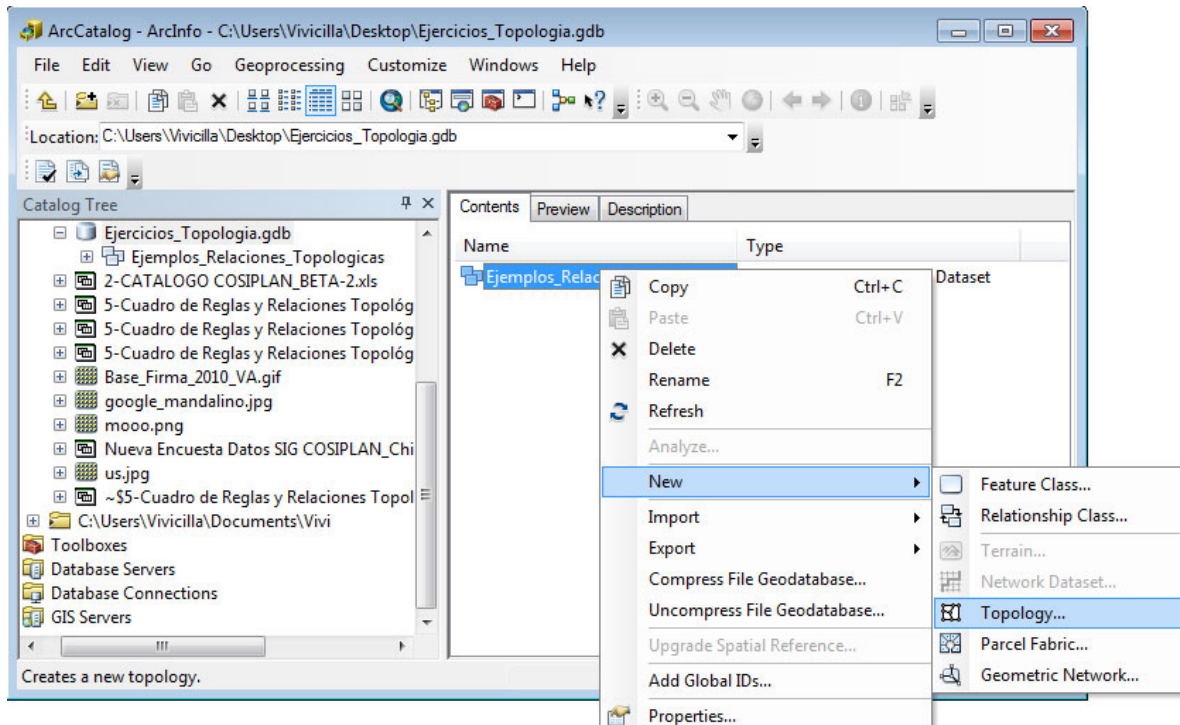 ArcCatalog - ArcInfo - C:\Users\Vivicilla\Desktop\Ejercicios_Topologia.gdb
File Edit View Go Geoprocessing Customize Windows Help
Location: C:\Users\Vivicilla\Desktop\Ejercicios_Topologia.gdb
Catalog Tree
Ejercicios_Topologia.gdb
Ejemplos_Relaciones_Topologicas
2-CATALOGO COSIPLAN_BETA-2.xls
5-Cuadro de Reglas y Relaciones Topológ
5-Cuadro de Reglas y Relaciones Topológ
5-Cuadro de Reglas y Relaciones Topológ
Base_Firma_2010_VA.gif
google_mandalino.jpg
mooo.png
Nueva Encuesta Datos SIG COSIPLAN_Chi
us.jpg
~$5-Cuadro de Reglas y Relaciones Topol
C:\Users\Vivicilla\Documents\Vivi
Toolboxes
Database Servers
Database Connections
GIS Servers
Contents Preview Description
Name Type
Ejemplos_Relac Dataset
Copy Ctrl+C
Paste Ctrl+V
Delete
Rename F2
Refresh
Analyze...
New
Import
Export
Compress File Geodatabase...
Uncompress File Geodatabase...
Upgrade Spatial Reference...
Add Global IDs...
Properties...
Feature Class...
Relationship Class...
Terrain...
Network Dataset...
Topology...
Parcel Fabric...
Geometric Network...
Creates a new topology.